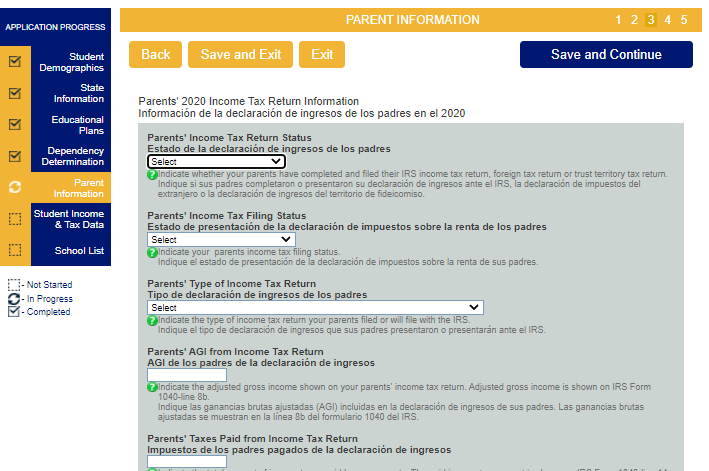 APPLICATION PROGRESS
PARENT INFORMATION
1 2 3 4 5
Student
Demographics
State
Information
Educational
Plans
Dependency
Determination
Parent
Information
Student Income
& Tax Data
School List
- Not Started
- In Progress
- Completed
Back
Save and Exit
Exit
Save and Continue
Parents' 2020 Income Tax Return Information
Información de la declaración de ingresos de los padres en el 2020
Parents' Income Tax Return Status
Estado de la declaración de ingresos de los padres
Select
Indicate whether your parents have completed and filed their IRS income tax return, foreign tax return or trust territory tax return.
Indique si sus padres completaron o presentaron su declaración de ingresos ante el IRS, la declaración de impuestos del
extranjero o la declaración de ingresos del territorio de fideicomiso.
Parents' Income Tax Filing Status
Estado de presentación de la declaración de impuestos sobre la renta de los padres
Select
Indicate your parents income tax filing status.
Indique el estado de presentación de la declaración de impuestos sobre la renta de sus padres.
Parents' Type of Income Tax Return
Tipo de declaración de ingresos de los padres
Select
Indicate the type of income tax return your parents filed or will file with the IRS.
Indique el tipo de declaración de ingresos que sus padres presentaron o presentarán ante el IRS.
Parents' AGI from Income Tax Return
AGI de los padres de la declaración de ingresos
Indicate the adjusted gross income shown on your parents' income tax return. Adjusted gross income is shown on IRS Form
1040-line 8b.
Indique las ganancias brutas ajustadas (AGI) incluidas en la declaración de ingresos de sus padres. Las ganancias brutas
ajustadas se muestran en la línea 8b del formulario 1040 del IRS.
Parents' Taxes Paid from Income Tax Return
Impuestos de los padres pagados de la declaración de ingresos